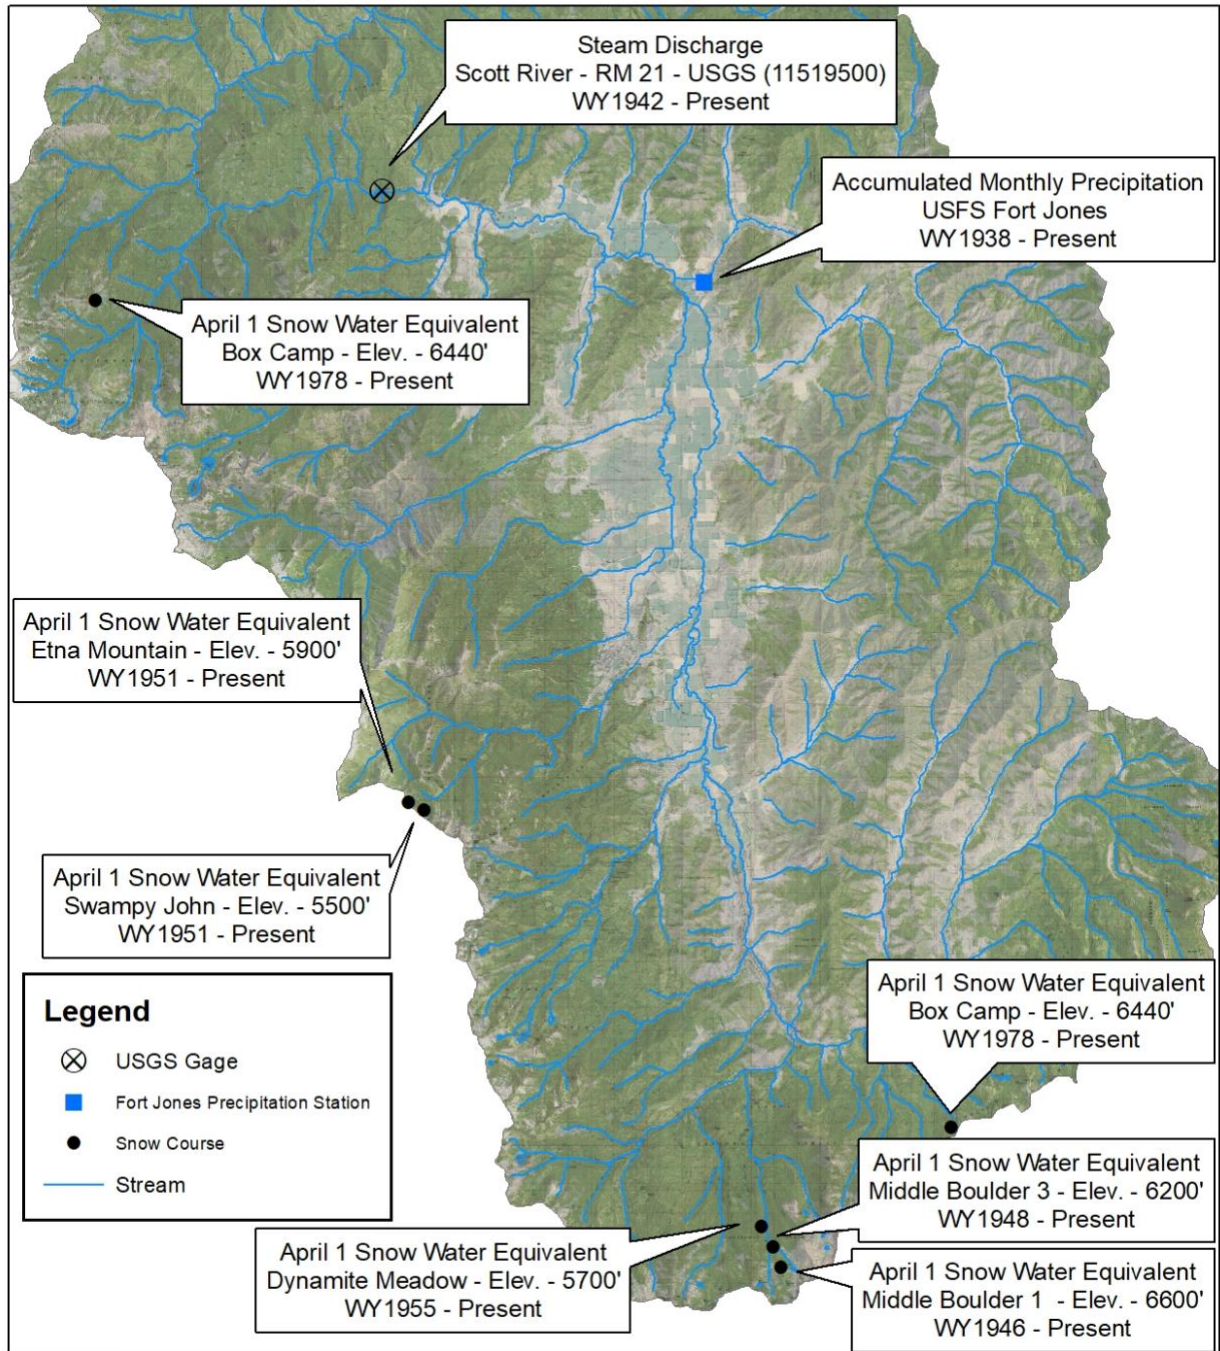 Steam Discharge
Scott River - RM 21 - USGS (11519500)
WY1942 - Present
Accumulated Monthly Precipitation
USFS Fort Jones
WY1938 - Present
April 1 Snow Water Equivalent
Box Camp - Elev. - 6440'
WY1978 - Present
April 1 Snow Water Equivalent
Etna Mountain - Elev. - 5900'
WY1951 - Present
April 1 Snow Water Equivalent
Swampy John - Elev. - 5500'
WY1951 - Present
Legend
USGS Gage
Fort Jones Precipitation Station
Snow Course
Stream
April 1 Snow Water Equivalent
Box Camp - Elev. - 6440'
WY1978 - Present
April 1 Snow Water Equivalent
Middle Boulder 3 - Elev. - 6200'
WY1948 - Present
April 1 Snow Water Equivalent
Dynamite Meadow - Elev. - 5700'
WY1955 - Present
April 1 Snow Water Equivalent
Middle Boulder 1 - Elev. - 6600'
WY1946 - Present